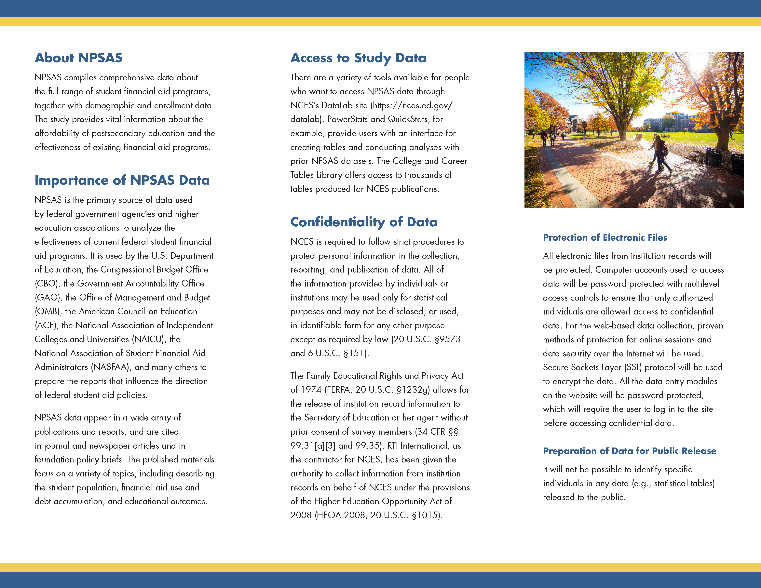 About NPSAS
NPSAS compiles comprehensive data about
the full range of student financial aid programs,
together with demographic and enrollment data.
The study provides vital information about the
affordability of postsecondary education and the
effectiveness of existing financial aid programs.
Importance of NPSAS Data
NPSAS is the primary source of data used
by federal government agencies and higher
education associations to analyze the
effectiveness of current federal student financial
aid programs. It is used by the U.S. Department
of Education, the Congressional Budget Office
(CBO), the Government Accountability Office
(GAO), the Office of Management and Budget
(OMB), the American Council on Education
(ACE), the National Association of Independent
Colleges and Universities (NAICU), the
National Association of Student Financial Aid
Administrators (NASFAA), and many others to
prepare the reports that influence the direction
of federal student aid policies.
NPSAS data appear in a wide array of
publications and reports, and are cited
in journal and newspaper articles and in
foundation policy briefs. The published materials
focus on a variety of topics, including describing
the student population, financial aid use and
debt accumulation, and educational outcomes.
Access to Study Data
There are a variety of tools available for people
who want to access NPSAS data through
NCES's DataLab site (https://nces.ed.gov/
datalab). PowerStats and QuickStats, for
example, provide users with an interface for
creating tables and conducting analyses with
prior NPSAS datasets. The College and Career
Tables Library offers access to thousands of
tables produced for NCES publications.
Confidentiality of Data
NCES is required to follow strict procedures to
protect personal information in the collection,
reporting, and publication of data. All of
the information provided by individuals or
institutions may be used only for statistical
purposes and may not be disclosed, or used,
in identifiable form for any other purpose
except as required by law (20 U.S.C. §9573
and 6 U.S.C. §151).
The Family Educational Rights and Privacy Act
of 1974 (FERPA, 20 U.S.C. §1232g) allows for
the release of institution record information to
the Secretary of Education or her agent without
prior consent of survey members (34 CFR §§
99.31(a)(3) and 99.35). RTI International, as
the contractor for NCES, has been given the
authority to collect information from institution
records on behalf of NCES under the provisions
of the Higher Education Opportunity Act of
2008 (HEOA 2008, 20 U.S.C. §1015).
Protection of Electronic Files
All electronic files from institution records will
be protected. Computer accounts used to access
data will be password protected with multilevel
access controls to ensure that only authorized
individuals are allowed access to confidential
data. For the web-based data collection, proven
methods of protection for online sessions and
data security over the Internet will be used.
Secure Sockets Layer (SSL) protocol will be used
to encrypt the data. All the data entry modules
on the website will be password protected,
which will require the user to log in to the site
before accessing confidential data.
Preparation of Data for Public Release
It will not be possible to identify specific
individuals in any data (e.g., statistical tables)
released to the public.